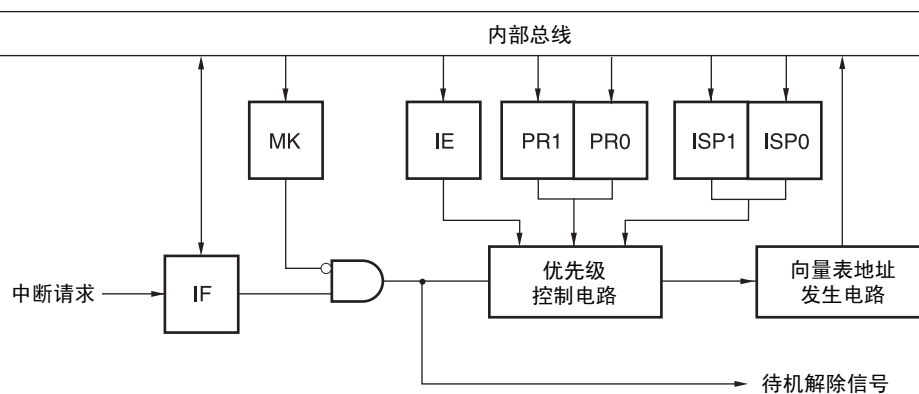 内部总线
MK
IE
PR1
PR0
ISP1
ISP0
中断请求
IF
优先级
控制电路
向量表地址
发生电路
待机解除信号